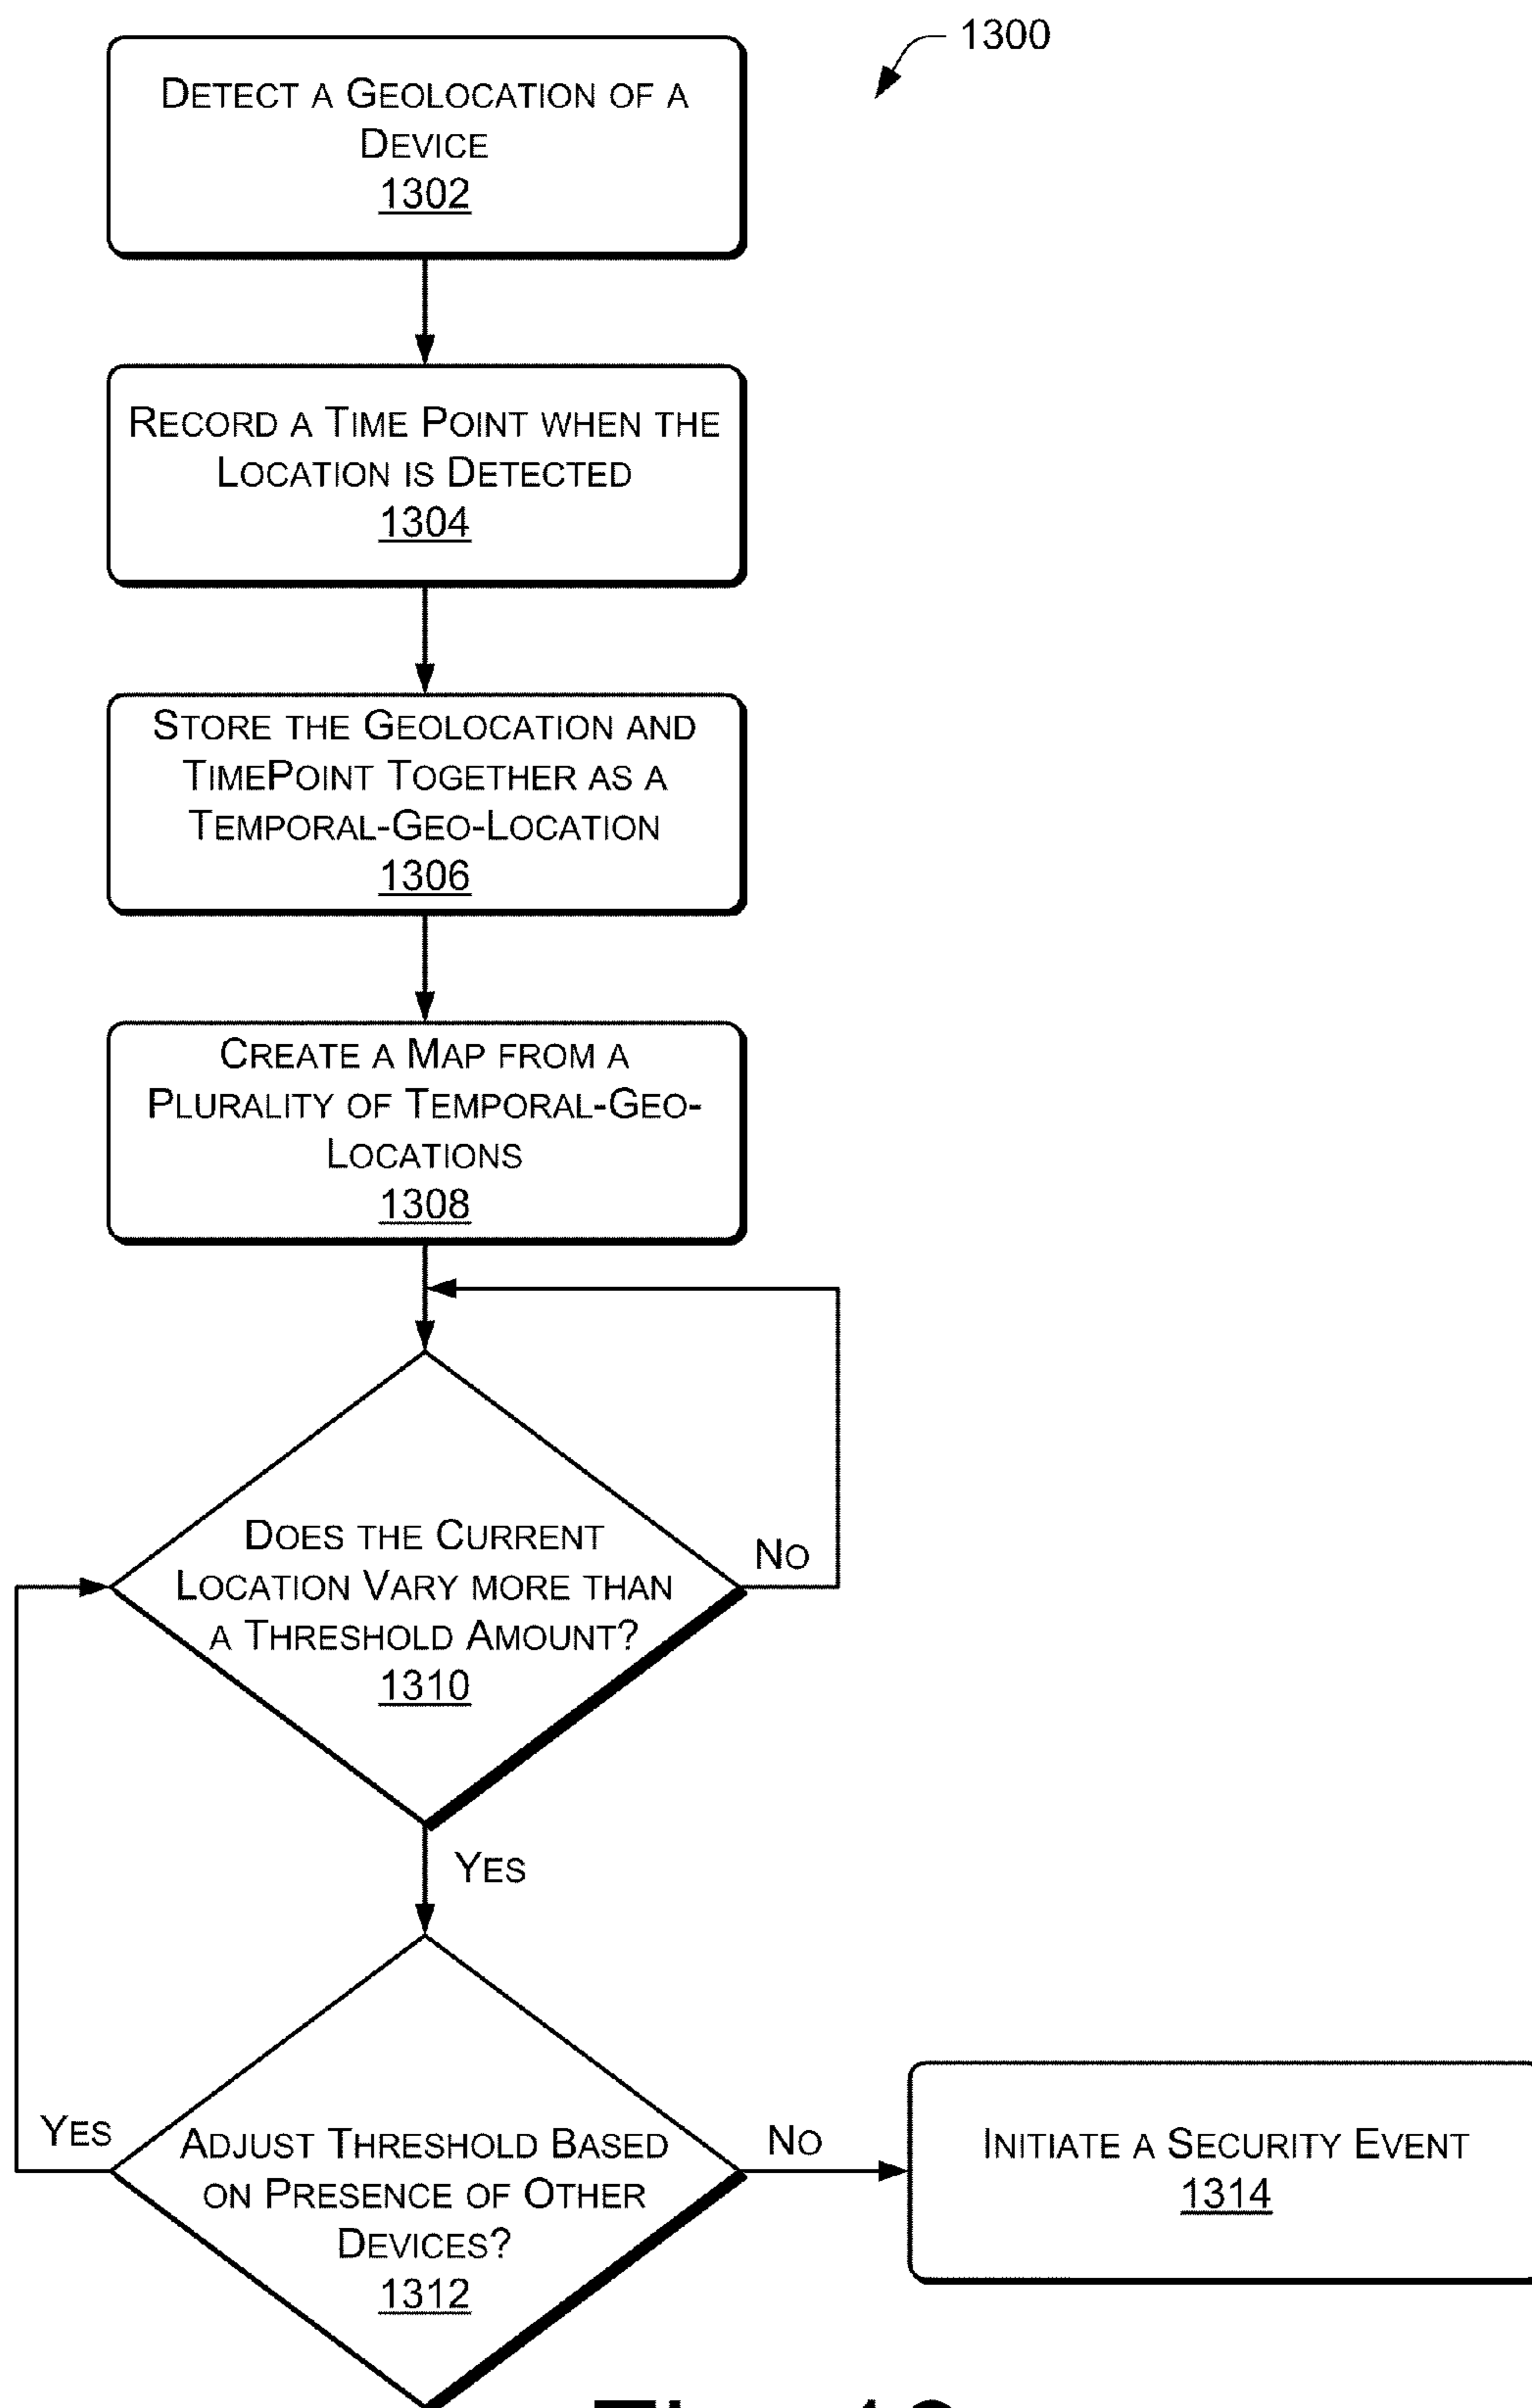 1300
DETECT A GEOLOCATION OF A
DEVICE
1302
RECORD A TIME POINT WHEN THE
LOCATION IS DETECTED
1304
STORE THE GEOLOCATION AND
TIMEPOINT TOGETHER AS A
TEMPORAL-GEO-LOCATION
1306
CREATE A MAP FROM A
PLURALITY OF TEMPORAL-GEO-
LOCATIONS
1308
DOES THE CURRENT
LOCATION VARY MORE THAN
A THRESHOLD AMOUNT?
1310
NO
YES
YES
ADJUST THRESHOLD BASED
ON PRESENCE OF OTHER
DEVICES?
1312
NO
INITIATE A SECURITY EVENT
1314